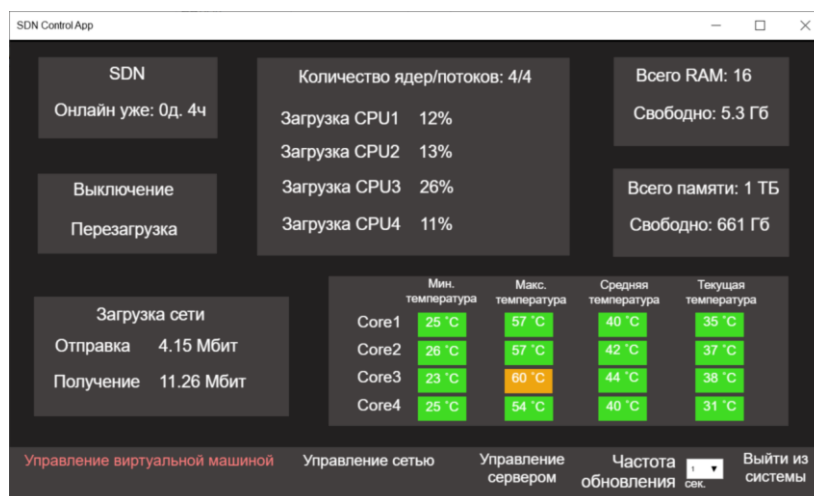 SDN Control App
SDN
Онлайн уже: 0д. 4ч
Количество ядер/потоков: 4/4
Загрузка CPU1 12%
Загрузка CPU2 13%
Загрузка CPU3 26%
Загрузка CPU4 11%
Всего RAM: 16
Свободно: 5.3 Гб
Выключение
Перезагрузка
Всего памяти: 1 ТБ
Свободно: 661 Гб
Загрузка сети
Отправка 4.15 Мбит
Получение 11.26 Мбит
Мин. Макс. Средняя Текущая
температура температура температура температура
Core1 25 °C 57 °C 40 °C 35 °C
Core2 26 °C 57 °C 42 °C 37 °C
Core3 23 °C 60 °C 44 °C 38 °C
Core4 25 °C 54 °C 40 °C 31 °C
Управление виртуальной машиной
Управление сетью
Управление
сервером
Частота
обновления 1 сек.
Выйти из
системы